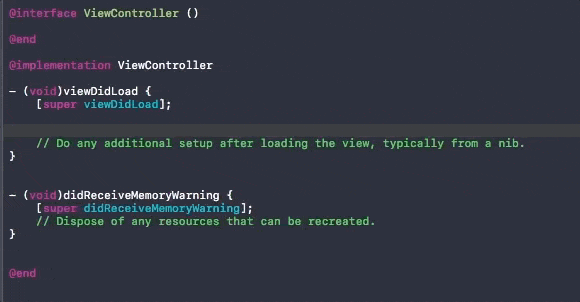 @interface ViewController ()
@end
@implementation ViewController
- (void)viewDidLoad {
[super viewDidLoad];
// Do any additional setup after loading the view, typically from a nib.
}
- (void)didReceiveMemoryWarning {
[super didReceiveMemoryWarning];
// Dispose of any resources that can be recreated.
}
@end